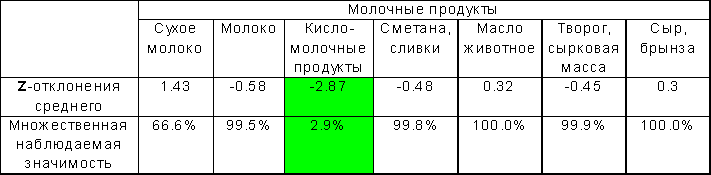 Молочные продукты
Сухое молоко
Молоко
Кисло-молочные продукты
Сметана, сливки
Масло животное
Творог, сырковая масса
Сыр, брынза
Z-отклонения среднего
1.43
-0.58
-2.87
-0.48
0.32
-0.45
0.3
Множественная наблюдаемая значимость
66.6%
99.5%
2.9%
99.8%
100.0%
99.9%
100.0%